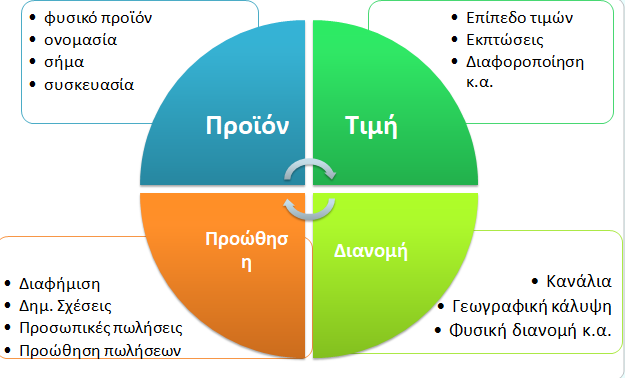 • φυσικό προϊόν
• ονομασία
• σήμα
• συσκευασία
• Επίπεδο τιμών
• Εκπτώσεις
• Διαφοροποίηση
κ.α.
Προϊόν
Τιμή
Προώθησ
η
Διανομή
• Διαφήμιση
• Δημ. Σχέσεις
• Προσωπικές πωλήσεις
• Προώθηση πωλήσεων
• Κανάλια
• Γεωγραφική κάλυψη
• Φυσική διανομή κ.α.